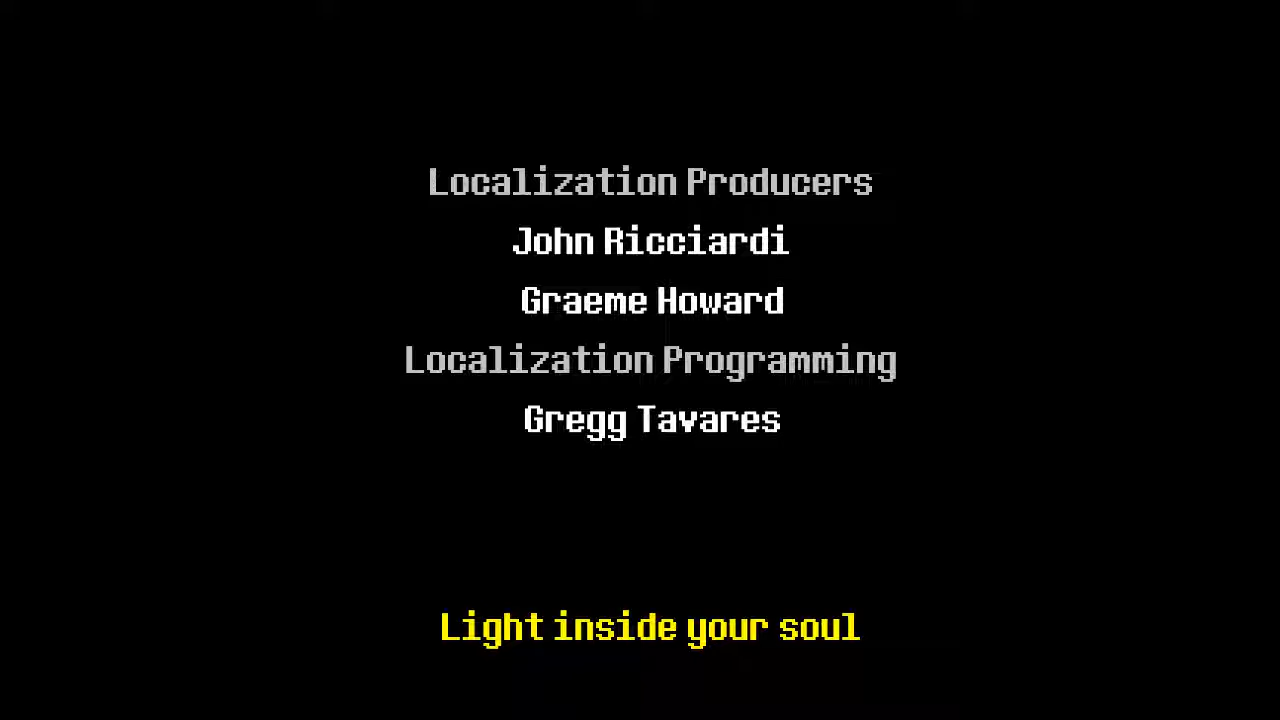 Localization Producers
John Ricciardi
Graeme Howard
Localization Programming
Gregg Tavares
Light inside your soul